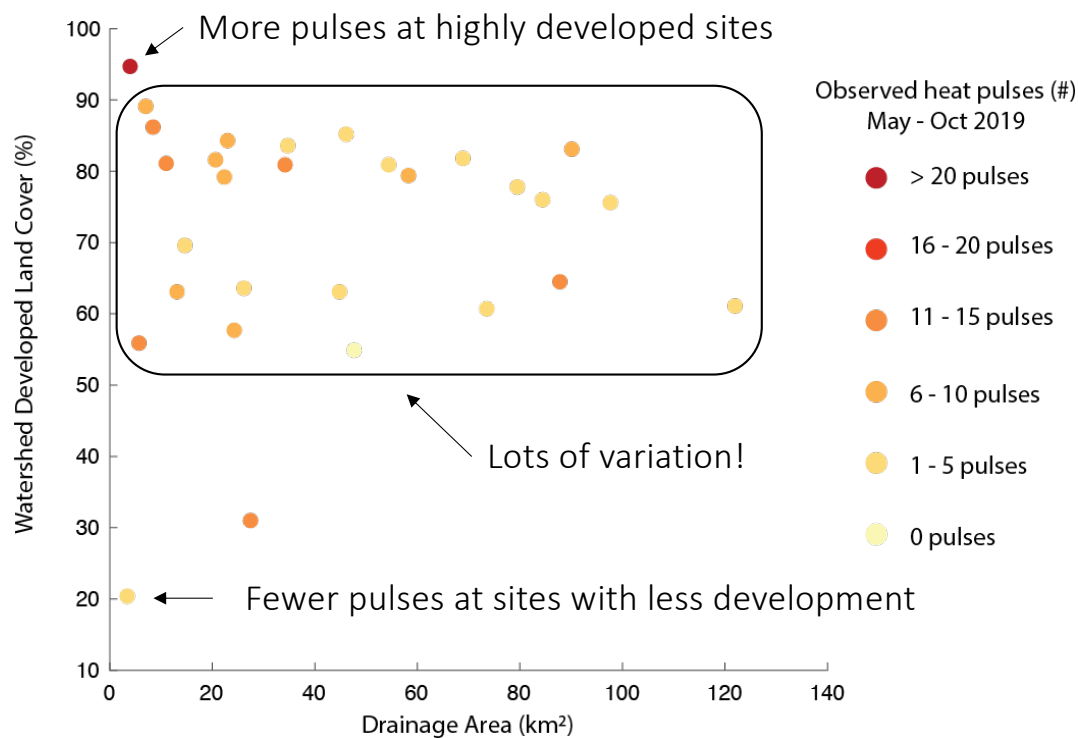 More pulses at highly developed sites
Observed heat pulses (#)
May - Oct 2019
> 20 pulses
16 - 20 pulses
11 - 15 pulses
6 - 10 pulses
1 - 5 pulses
0 pulses
Lots of variation!
Fewer pulses at sites with less development
Watershed Developed Land Cover (%)
100
90
80
70
60
50
40
30
20
10
0 20 40 60 80 100 120 140
Drainage Area (km²)